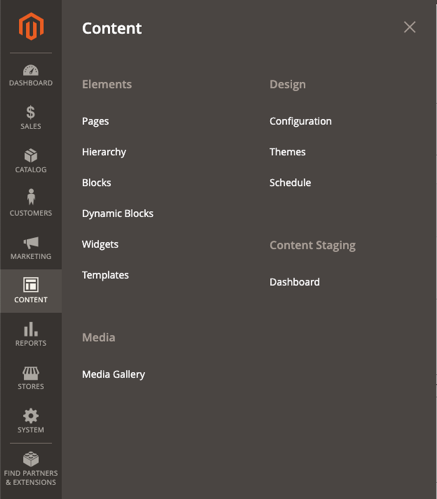 DASHBOARD
SALES
CATALOG
CUSTOMERS
MARKETING
CONTENT
REPORTS
STORES
SYSTEM
FIND PARTNERS
& EXTENSIONS
Content
Elements
Pages
Hierarchy
Blocks
Dynamic Blocks
Widgets
Templates
Media
Media Gallery
Design
Configuration
Themes
Schedule
Content Staging
Dashboard